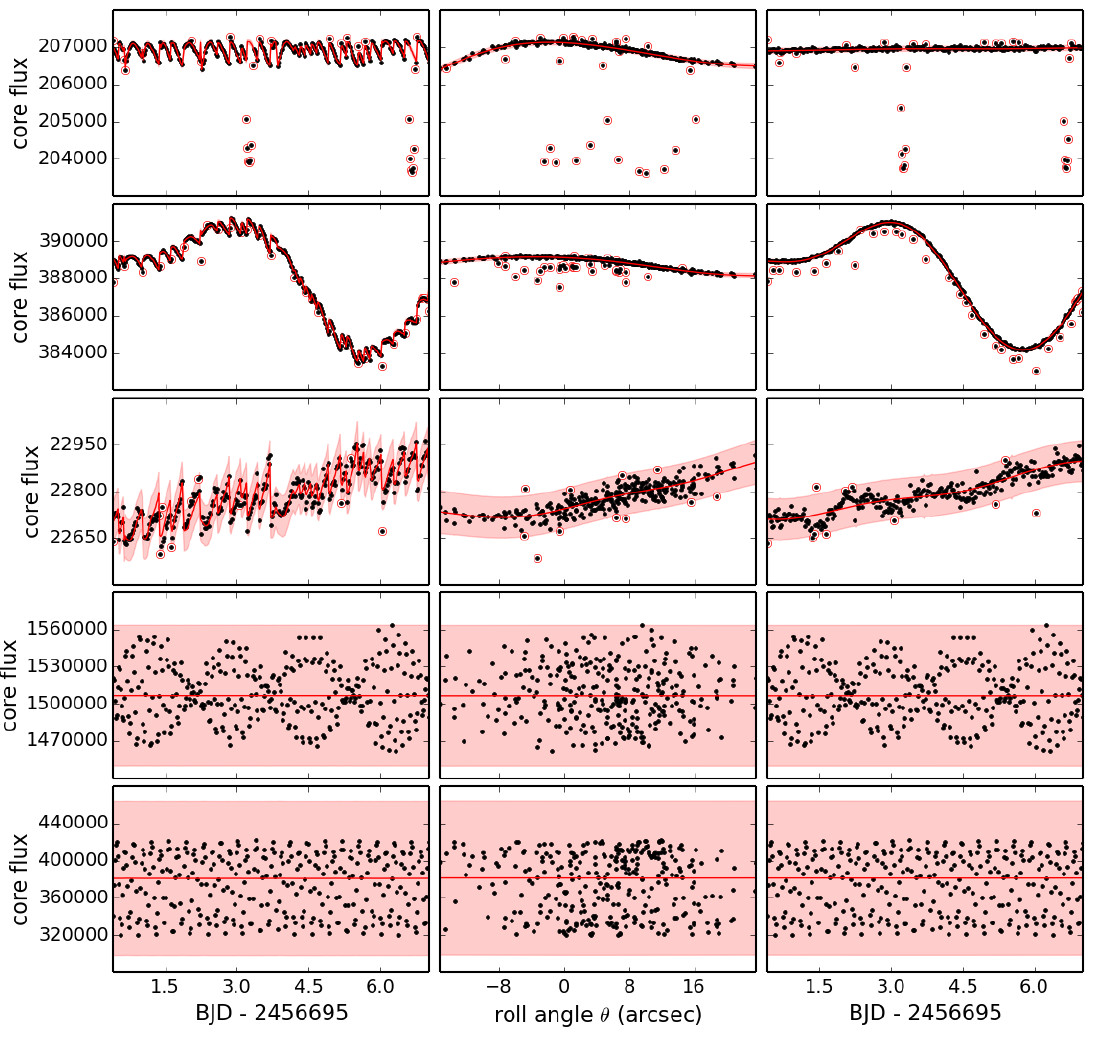 core flux
207000
206000
205000
204000
core flux
390000
388000
386000
384000
core flux
22950
22800
22650
core flux
1560000
1530000
1500000
1470000
core flux
440000
400000
360000
320000
1.5 3.0 4.5 6.0
−8 0 8 16
1.5 3.0 4.5 6.0
BJD - 2456695
roll angle θ (arcsec)
BJD - 2456695